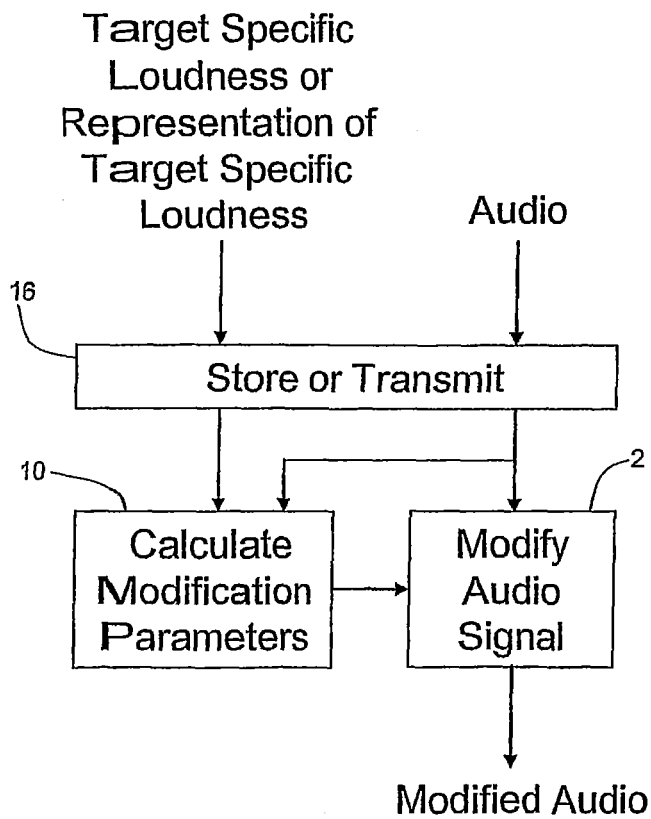 Target Specific
Loudness or
Representation of
Target Specific
Loudness
Audio
16
Store or Transmit
10
2
Calculate
Modification
Parameters
Modify
Audio
Signal
Modified Audio